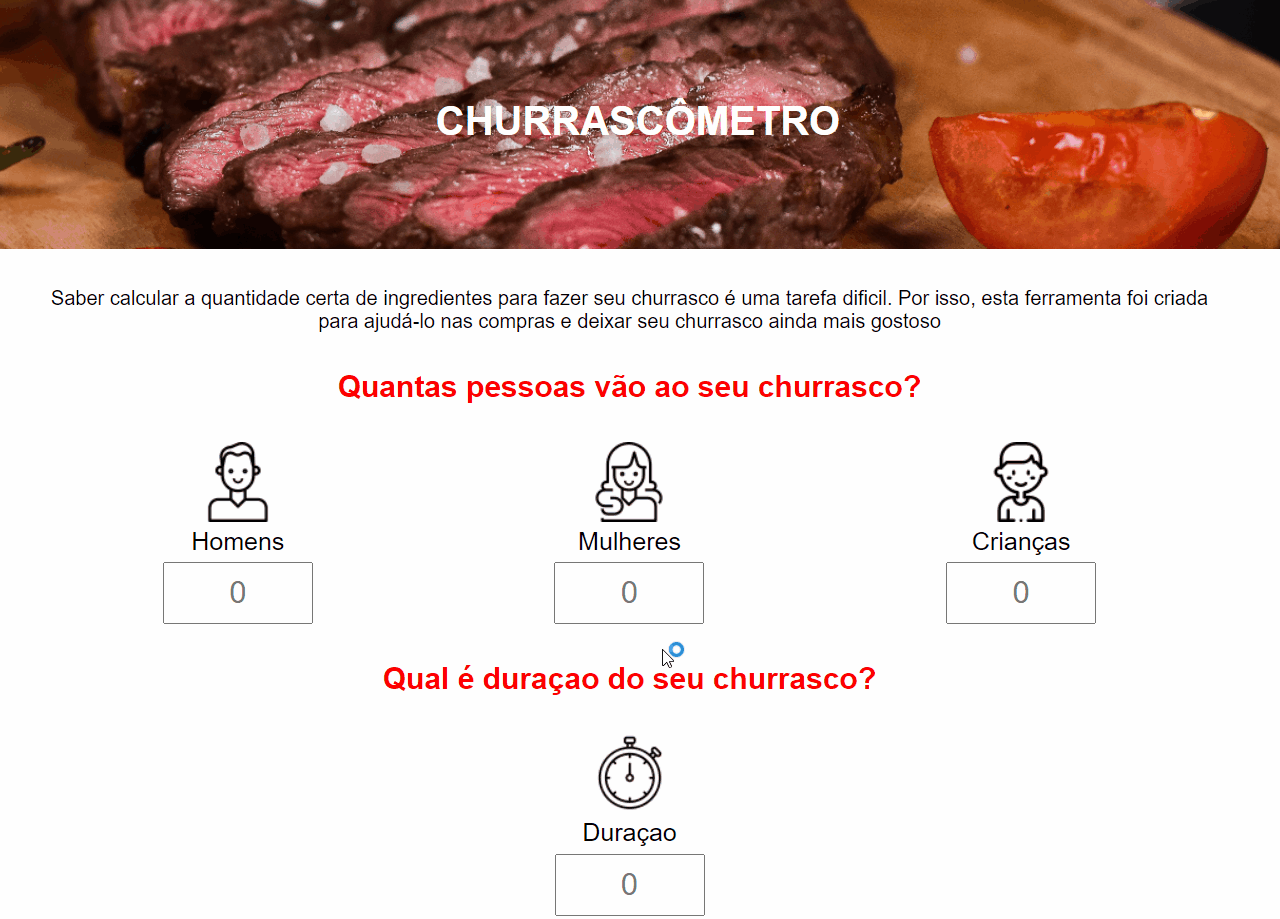 CHURRASCÔMETRO
Saber calcular a quantidade certa de ingredientes para fazer seu churrasco é uma tarefa dificil. Por isso, esta ferramenta foi criada
para ajudá-lo nas compras e deixar seu churrasco ainda mais gostoso
Quantas pessoas vão ao seu churrasco?
Homens Mulheres Crianças
0 0 0
Qual é duraçao do seu churrasco?
Duraçao
0